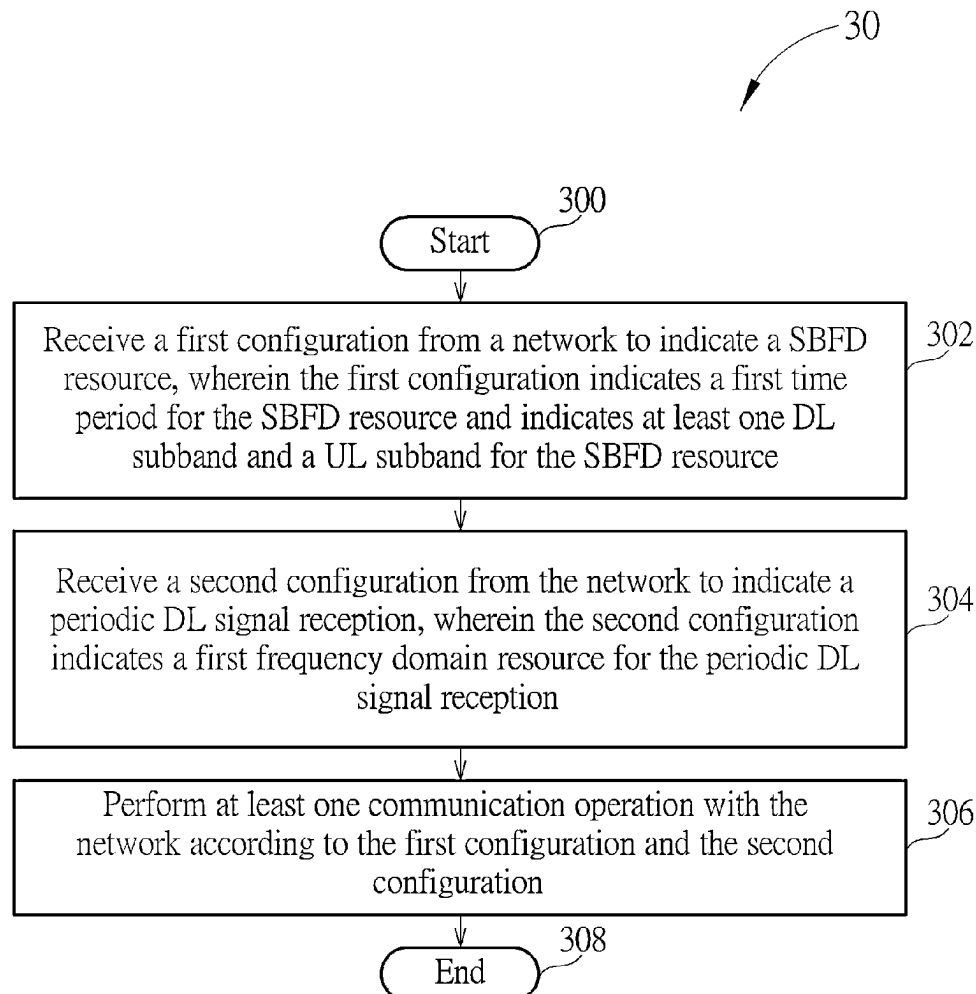 30
300
Start
302
Receive a first configuration from a network to indicate a SBFD
resource, wherein the first configuration indicates a first time
period for the SBFD resource and indicates at least one DL
subband and a UL subband for the SBFD resource
304
Receive a second configuration from the network to indicate a
periodic DL signal reception, wherein the second configuration
indicates a first frequency domain resource for the periodic DL
signal reception
306
Perform at least one communication operation with the
network according to the first configuration and the second
configuration
308
End